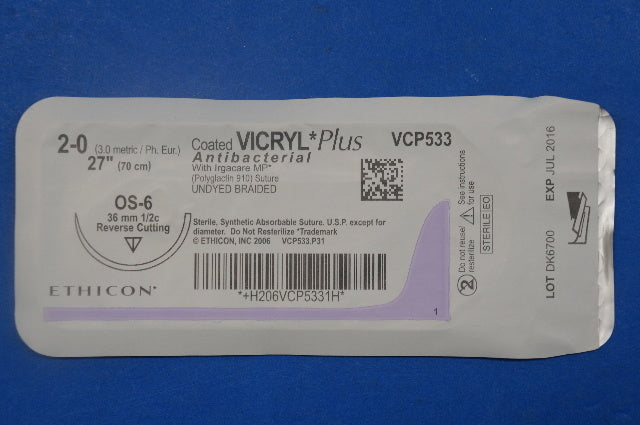 2-0 (3.0 metric / Ph. Eur.)
27" (70 cm)
OS-6
36 mm 1/2c
Reverse Cutting
ETHICON*
Coated VICRYL* Plus VCP533
Antibacterial
With Irgacare MP*
(Polyglactin 910) Suture
UNDYED BRAIDED
Sterile. Synthetic Absorbable Suture. U.S.P. except for
diameter. Do Not Resterilize *Trademark
© ETHICON, INC 2006 VCP533.P31
*+H206VCP5331H*
1
2 Do not reuse/
resterilize
See instructions
for use
STERILE EO
LOT DK6700 EXP JUL 2016